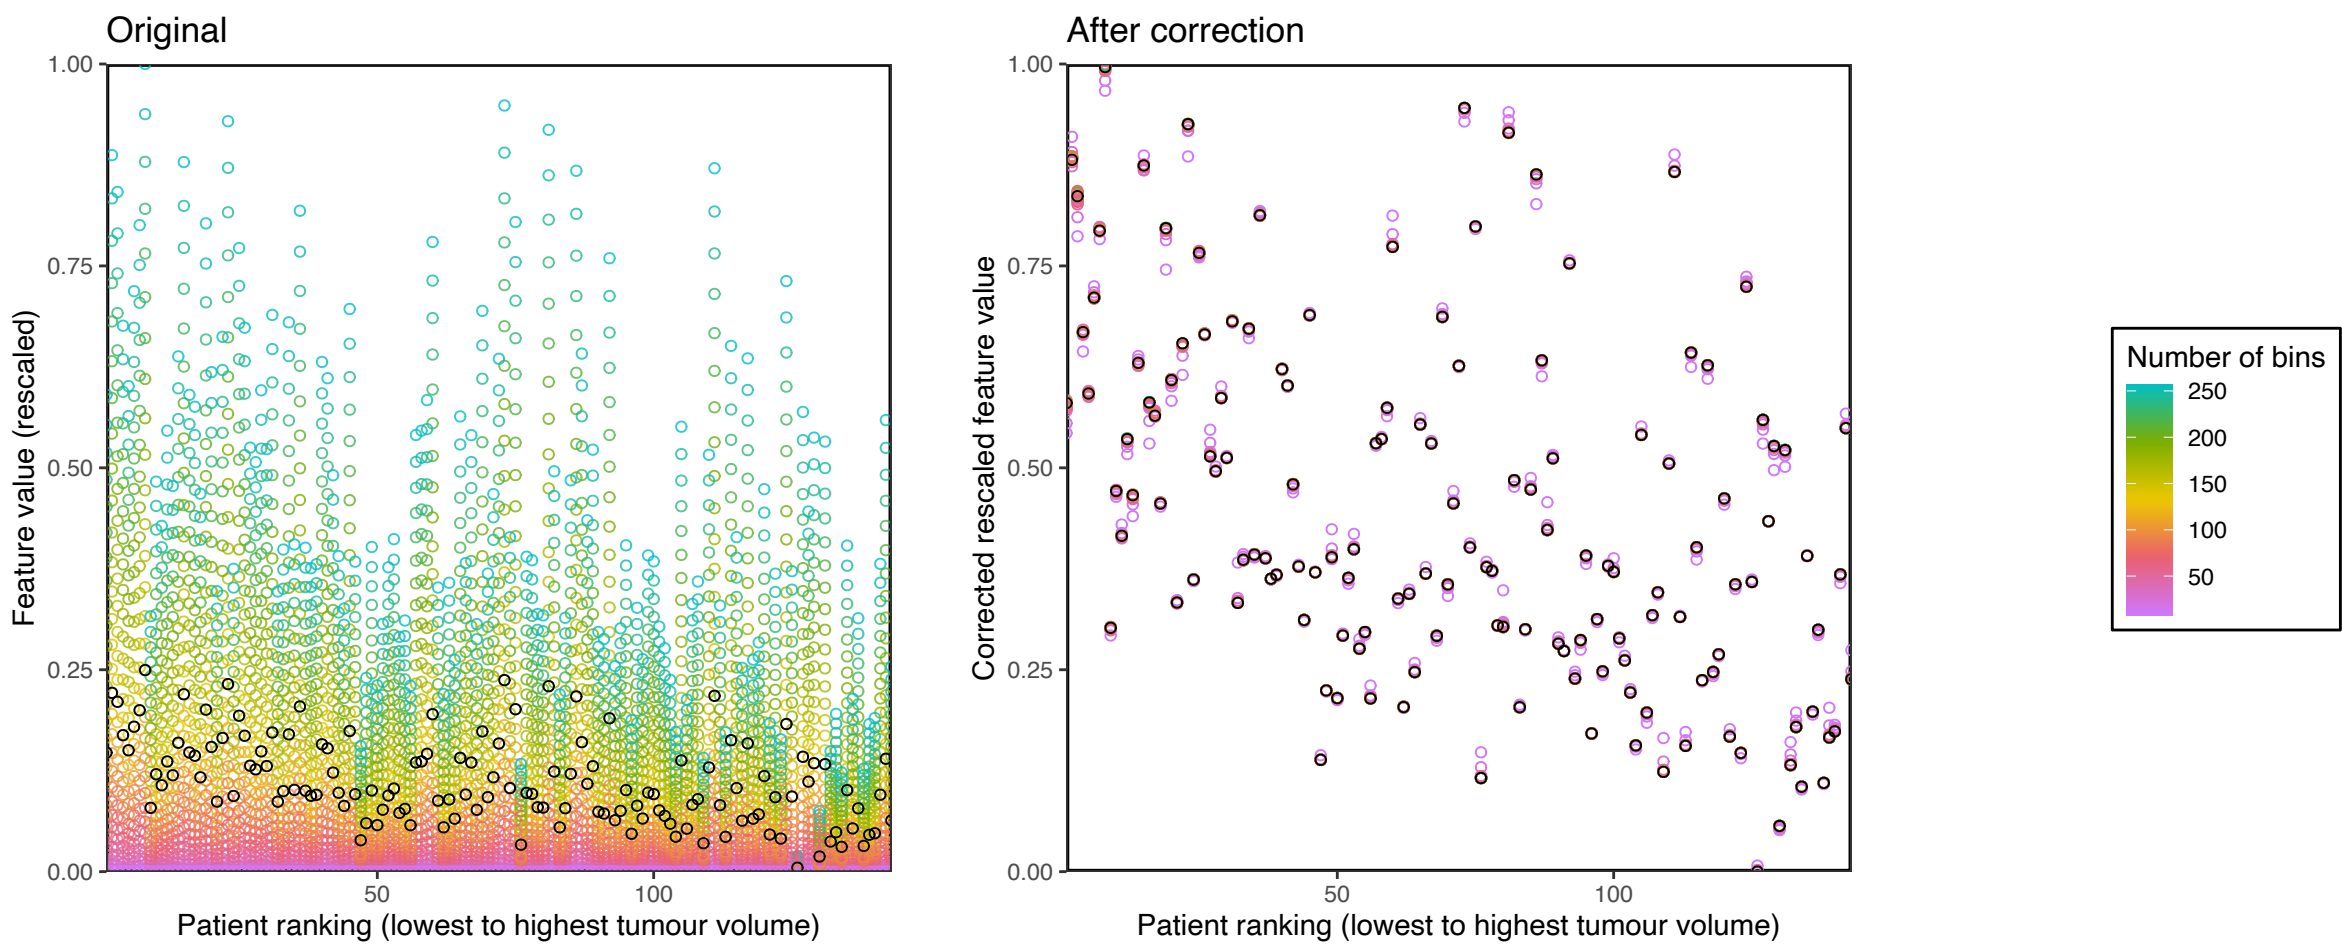 Original
After correction
1.00
0.75
0.50
0.25
0.00
50
100
Feature value (rescaled)
Patient ranking (lowest to highest tumour volume)
1.00
0.75
0.50
0.25
0.00
50
100
Corrected rescaled feature value
Patient ranking (lowest to highest tumour volume)
Number of bins
250
200
150
100
50